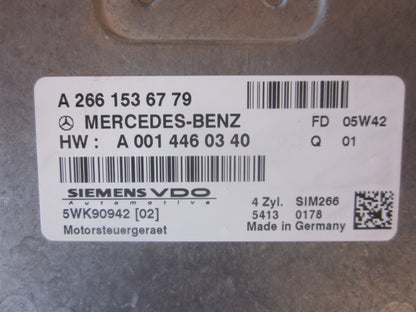 A 266 153 67 79
MERCEDES-BENZ FD 05W42
HW : A 001 446 03 40 Q 01
SIEMENS VDO
Automotive
5WK90942 [02] 4 Zyl. SIM266
5413 0178
Motorsteuergeraet Made in Germany